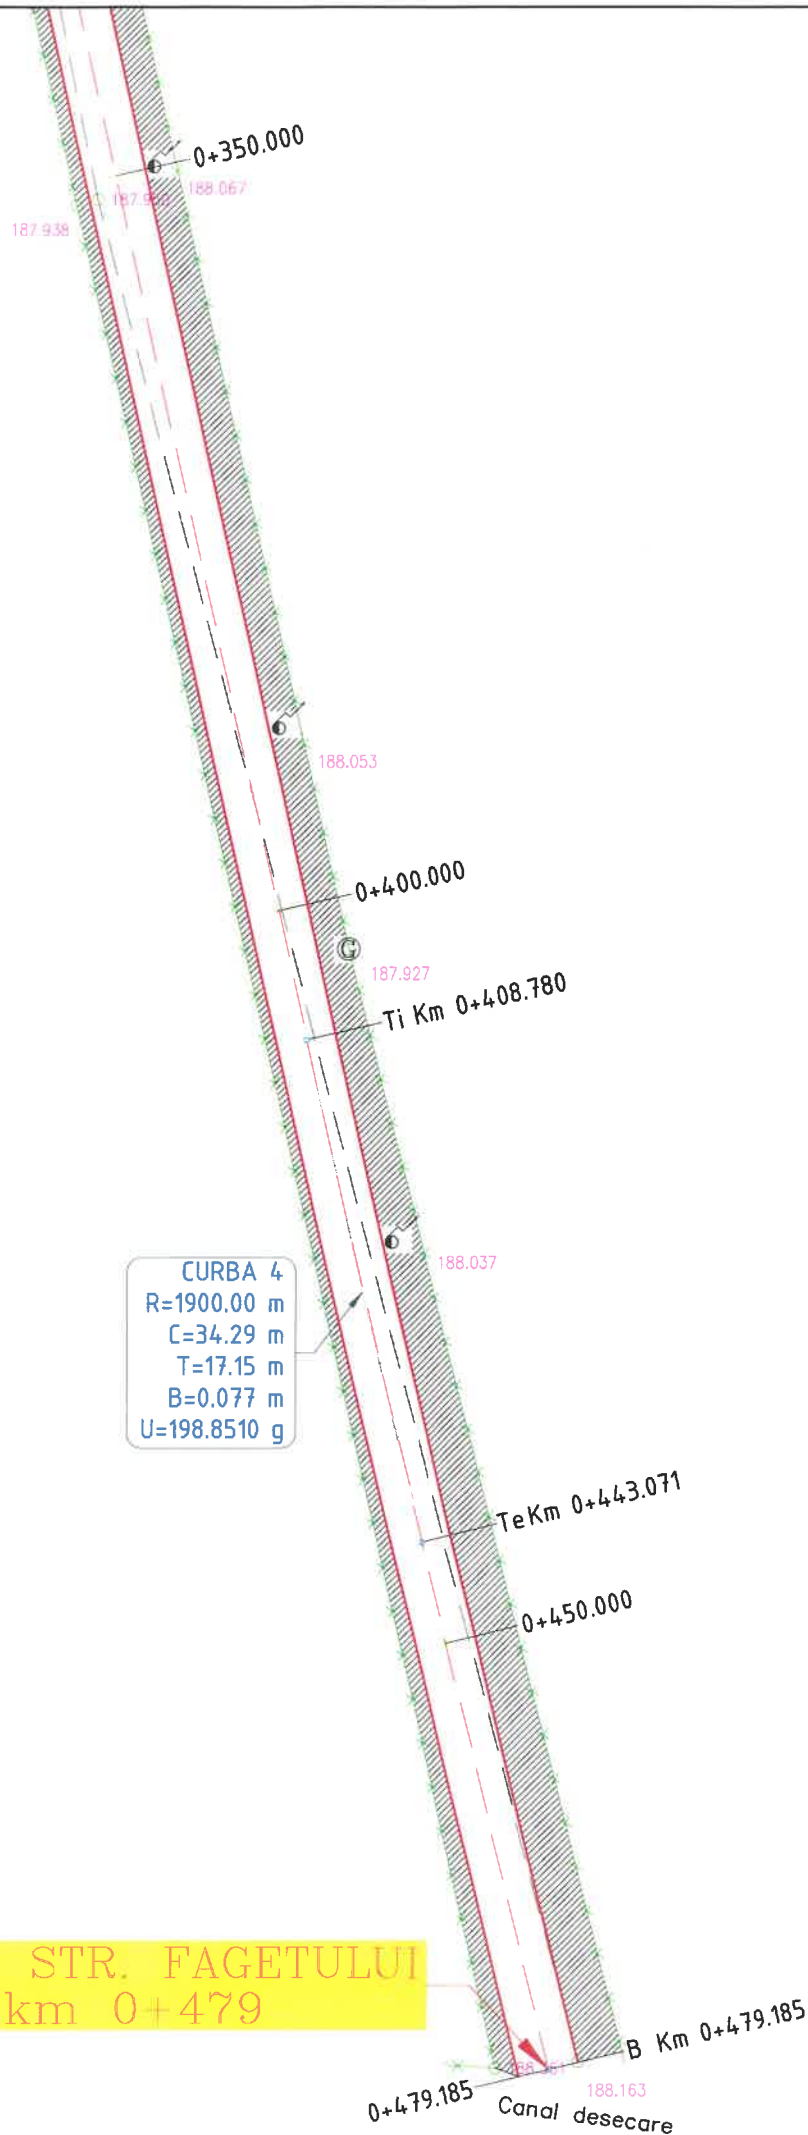 0+350.000
188.067
187.938
188.053
0+400.000
G
187.927
Ti Km 0+408.780
188.037
CURBA 4
R=1900.00 m
C=34.29 m
T=17.15 m
B=0.077 m
U=198.8510 g
Te Km 0+443.071
0+450.000
STR. FAGETULUI
km 0+479
B Km 0+479.185
0+479.185
188.163
Canal desecare